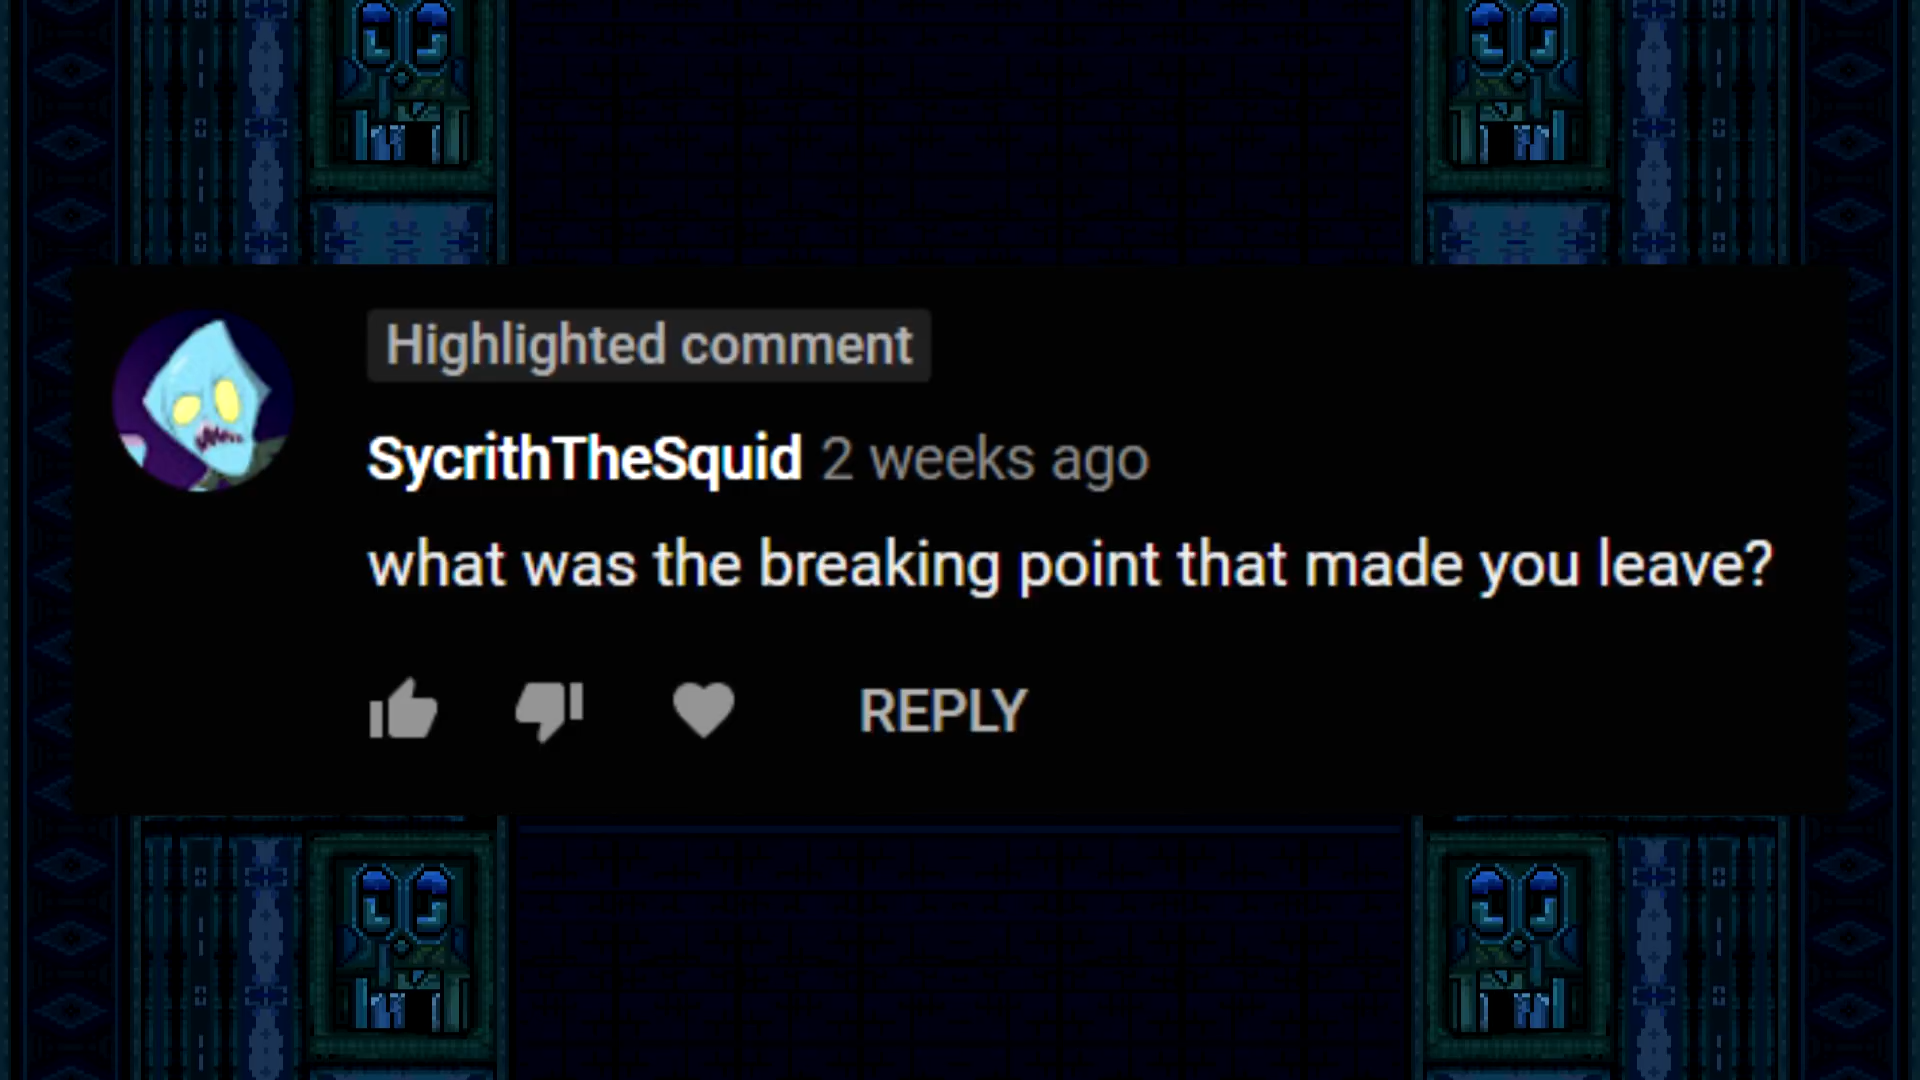 Highlighted comment
SycrithTheSquid 2 weeks ago
what was the breaking point that made you leave?
REPLY